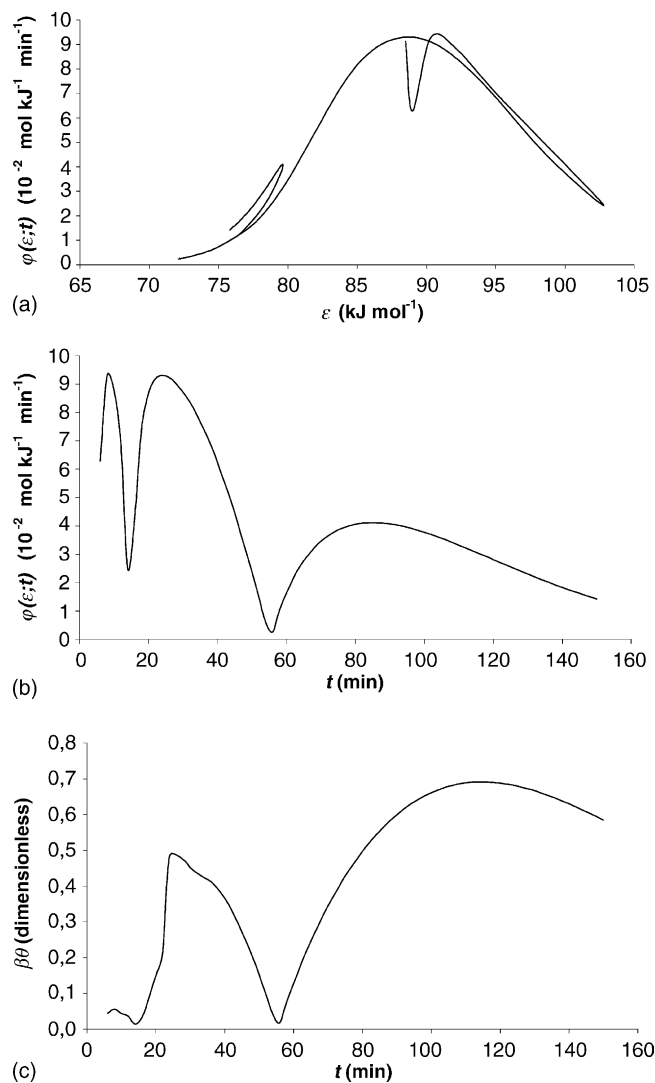 10
9
8
7
6
5
4
3
2
1
0
φ(ε;t) (10⁻² mol kJ⁻¹ min⁻¹)
65 70 75 80 85 90 95 100 105
ε (kJ mol⁻¹)
(a)
10
9
8
7
6
5
4
3
2
1
0
φ(ε;t) (10⁻² mol kJ⁻¹ min⁻¹)
0 20 40 60 80 100 120 140 160
t (min)
(b)
0,8
0,7
0,6
0,5
0,4
0,3
0,2
0,1
0,0
βθ (dimensionless)
0 20 40 60 80 100 120 140 160
t (min)
(c)